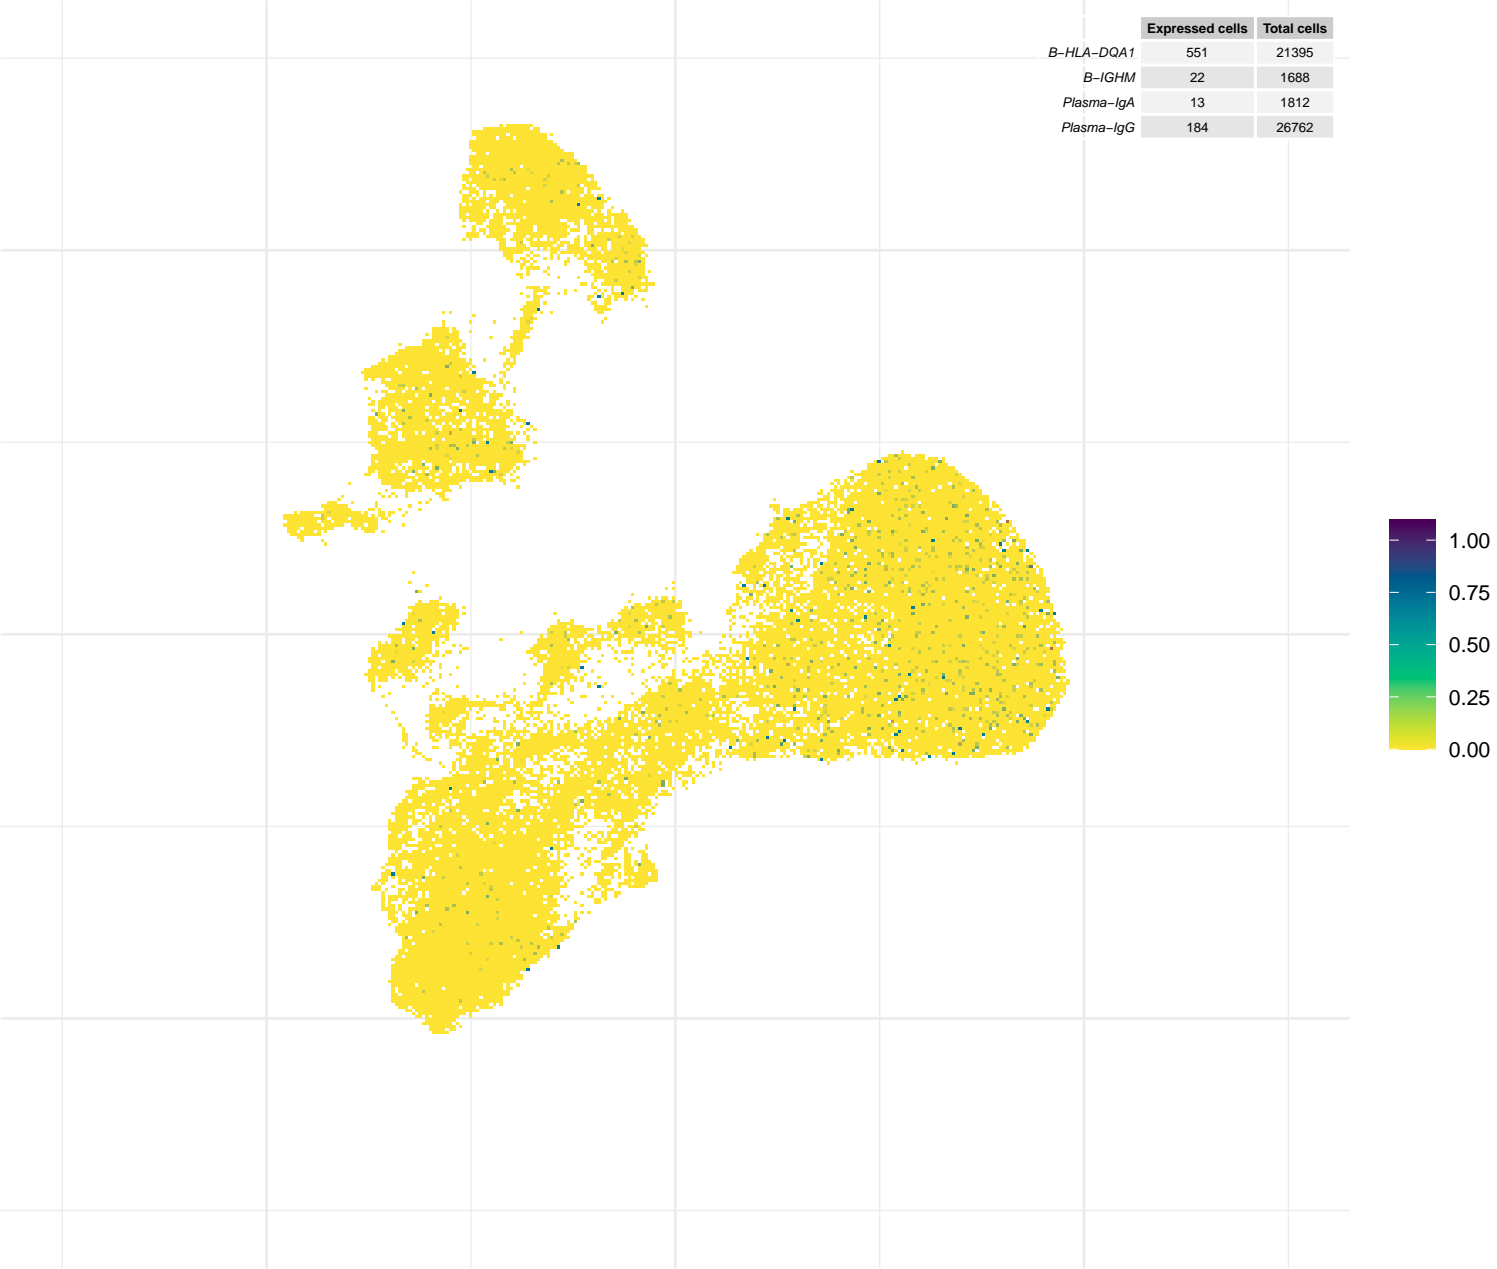 Expressed cells Total cells
B−HLA−DQA1 551 21395
B−IGHM 22 1688
Plasma−IgA 13 1812
Plasma−IgG 184 26762
1.00
0.75
0.50
0.25
0.00